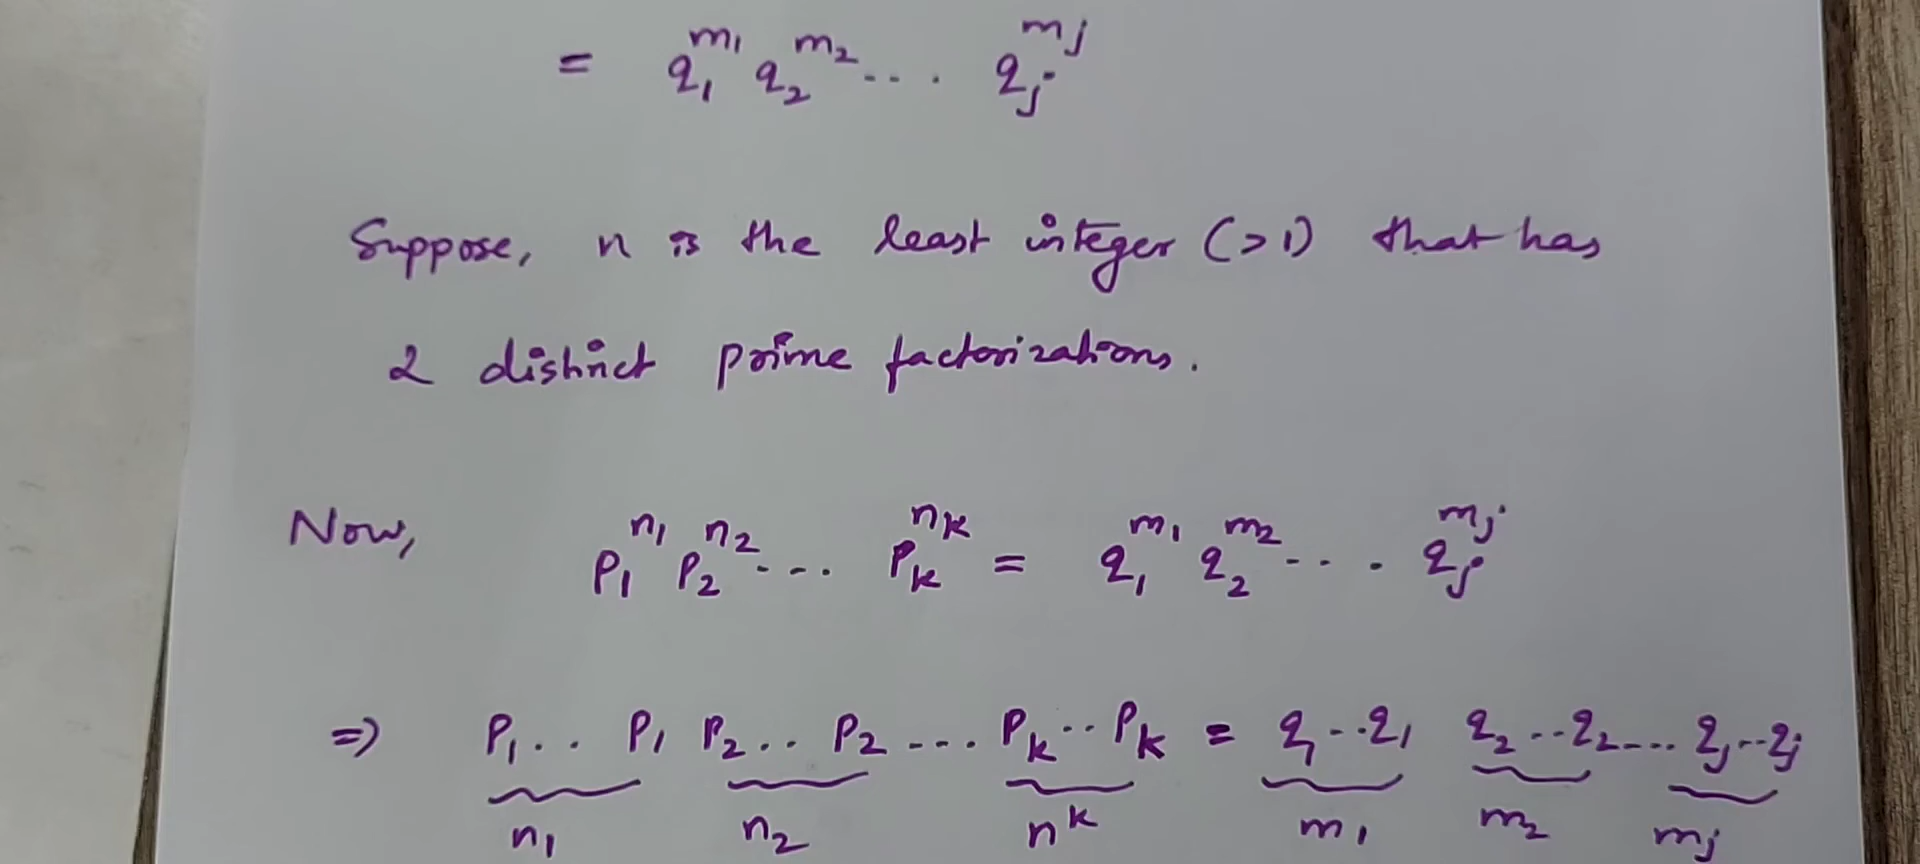 = q₁^m₁ q₂^m₂ .... qⱼ^mⱼ
Suppose, n is the least integer (>1) that has
2 distinct prime factorizations.
Now, p₁^n₁ p₂^n₂ .... pₖ^nₖ = q₁^m₁ q₂^m₂ .... qⱼ^mⱼ
⇒ p₁.. p₁ p₂.. p₂ .... pₖ.. pₖ = q₁..q₁ q₂..q₂.... qⱼ..qⱼ
n₁ n₂ n^k m₁ m₂ mⱼ